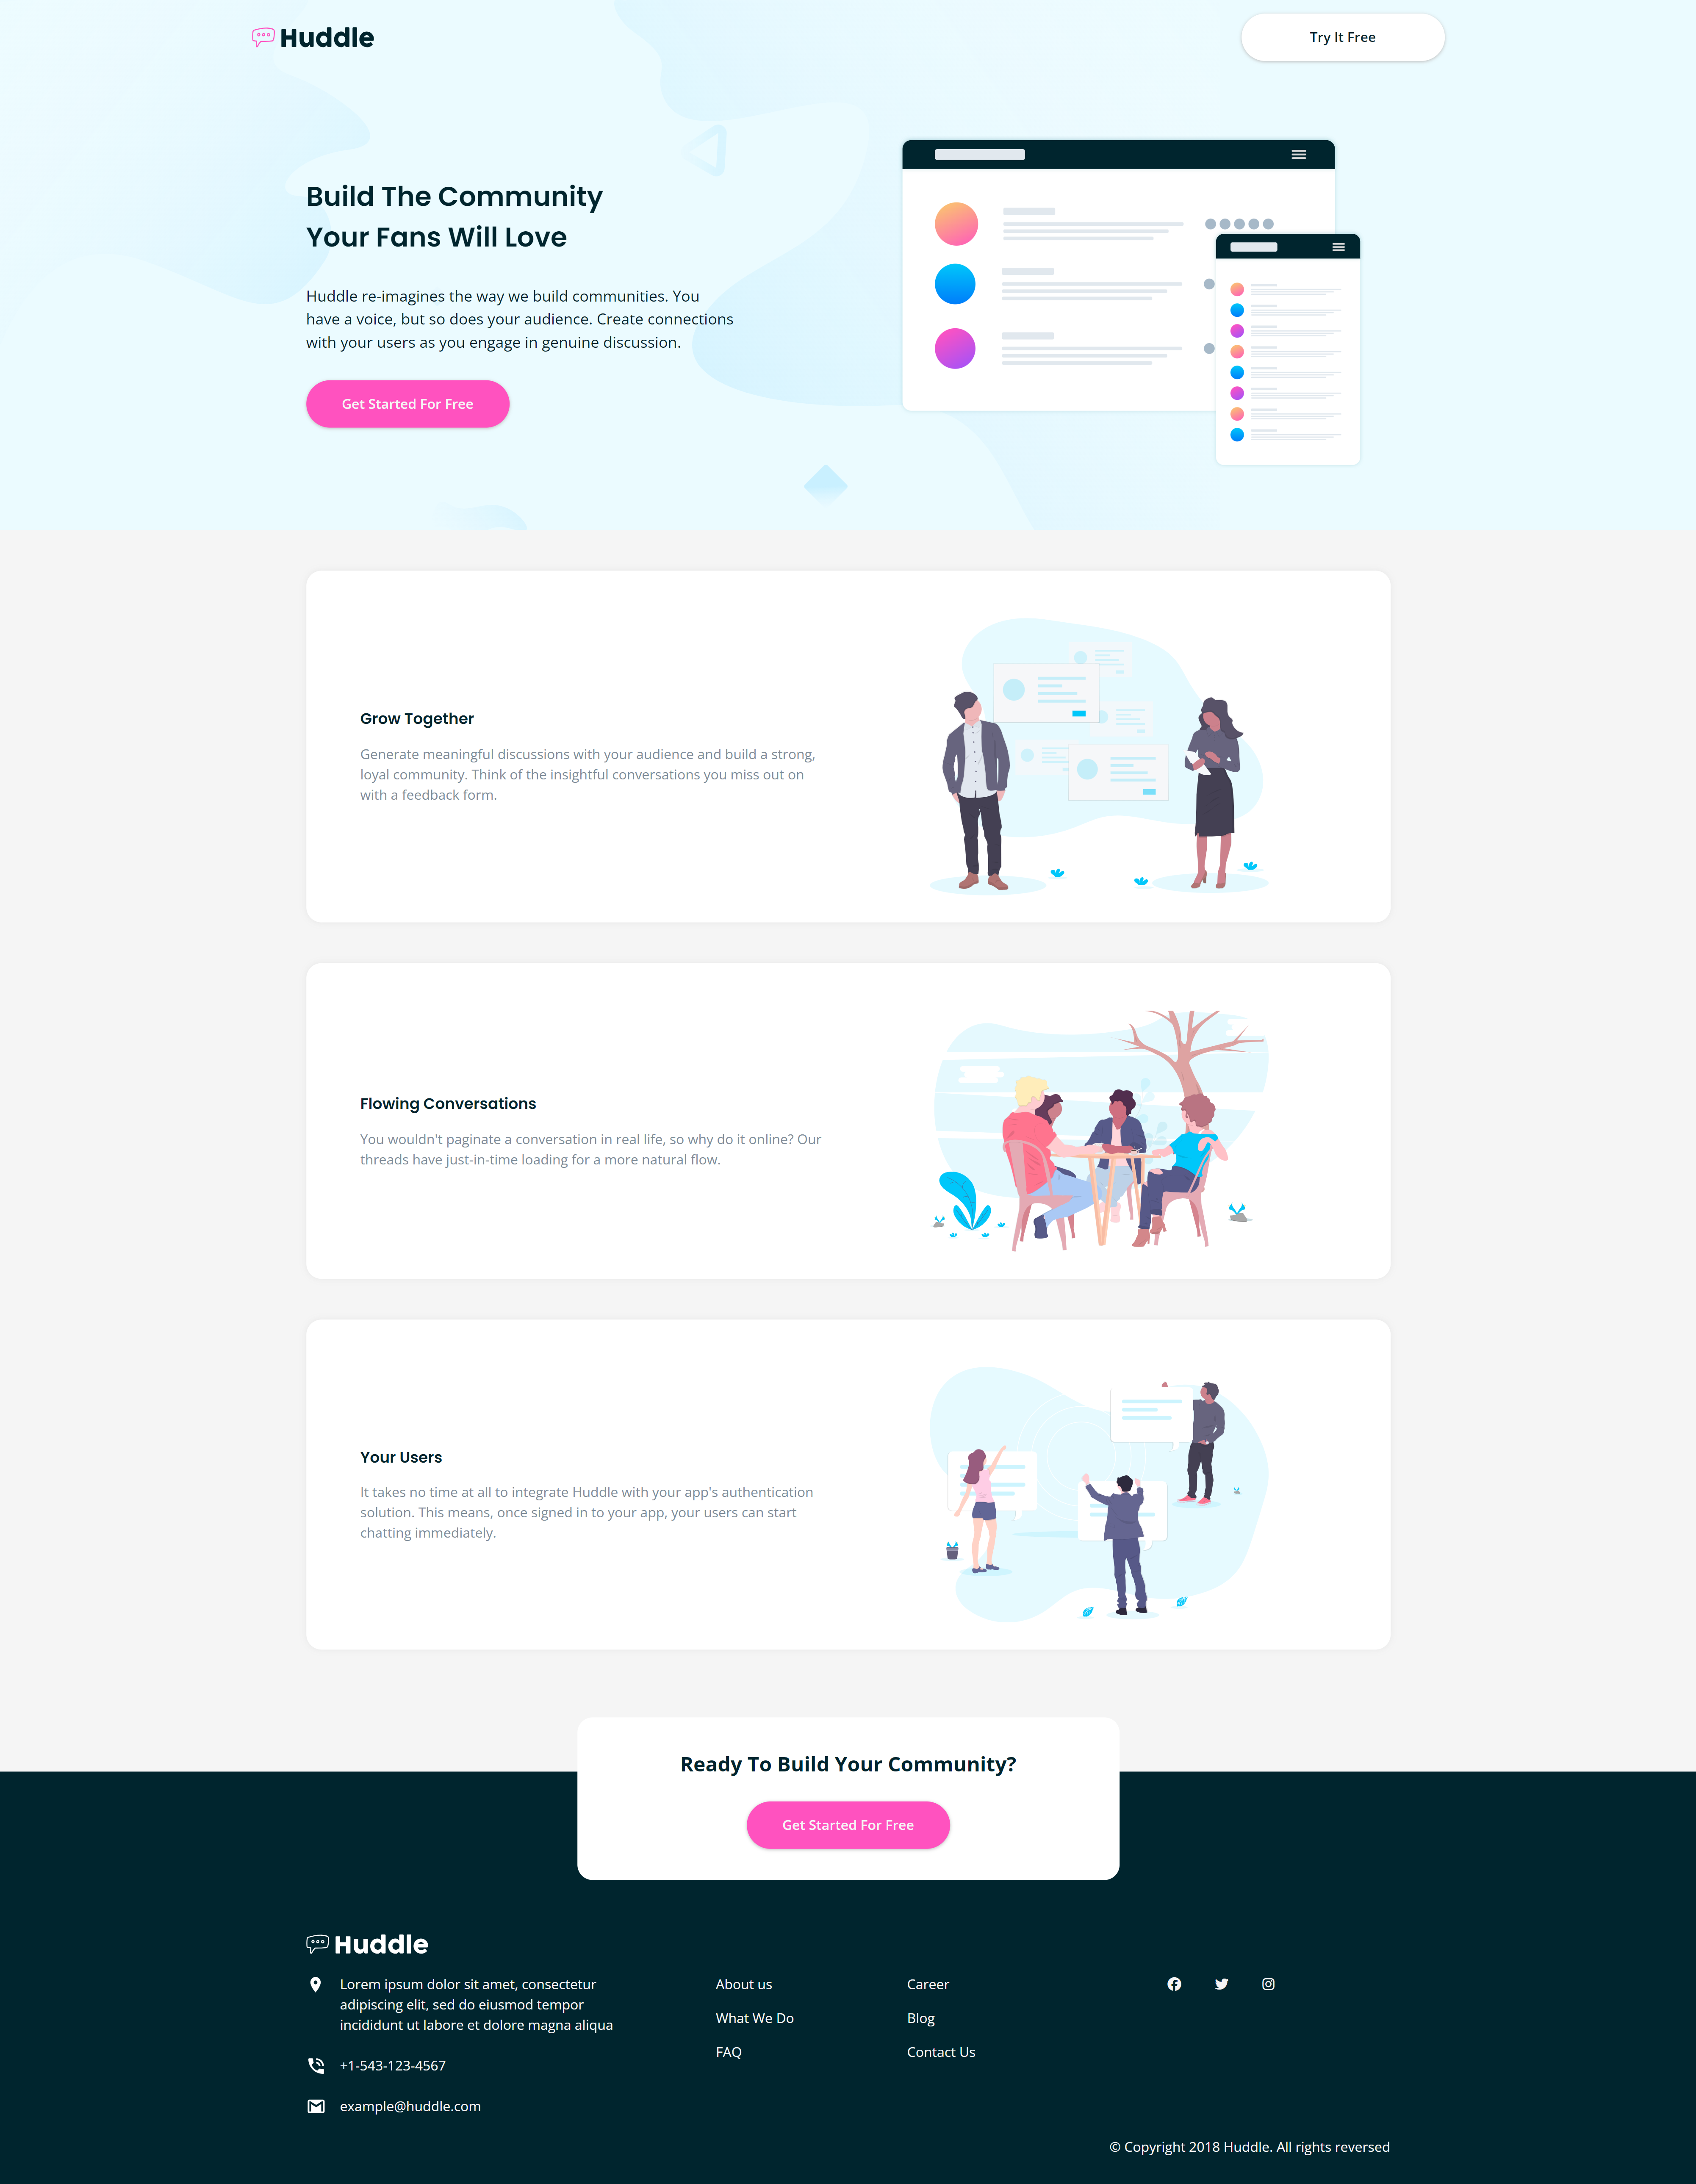 Huddle
Try It Free
Build The Community
Your Fans Will Love
Huddle re-imagines the way we build communities. You
have a voice, but so does your audience. Create connections
with your users as you engage in genuine discussion.
Get Started For Free
Grow Together
Generate meaningful discussions with your audience and build a strong,
loyal community. Think of the insightful conversations you miss out on
with a feedback form.
Flowing Conversations
You wouldn't paginate a conversation in real life, so why do it online? Our
threads have just-in-time loading for a more natural flow.
Your Users
It takes no time at all to integrate Huddle with your app's authentication
solution. This means, once signed in to your app, your users can start
chatting immediately.
Ready To Build Your Community?
Get Started For Free
Huddle
Lorem ipsum dolor sit amet, consectetur
adipiscing elit, sed do eiusmod tempor
incididunt ut labore et dolore magna aliqua
+1-543-123-4567
example@huddle.com
About us
What We Do
FAQ
Career
Blog
Contact Us
© Copyright 2018 Huddle. All rights reversed